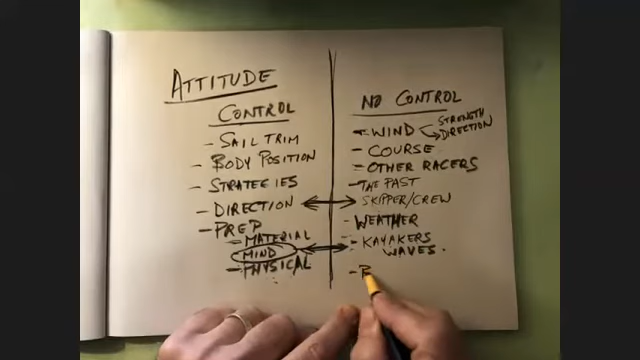 ATTITUDE
CONTROL
- SAIL TRIM
- BODY POSITION
- STRATEGIES
- DIRECTION
- PREP
- MATERIAL
MIND
- PHYSICAL
NO CONTROL
- WIND STRENGTH
DIRECTION
- COURSE
- OTHER RACERS
- THE PAST
SKIPPER/CREW
- WEATHER
- KAYAKERS
WAVES.